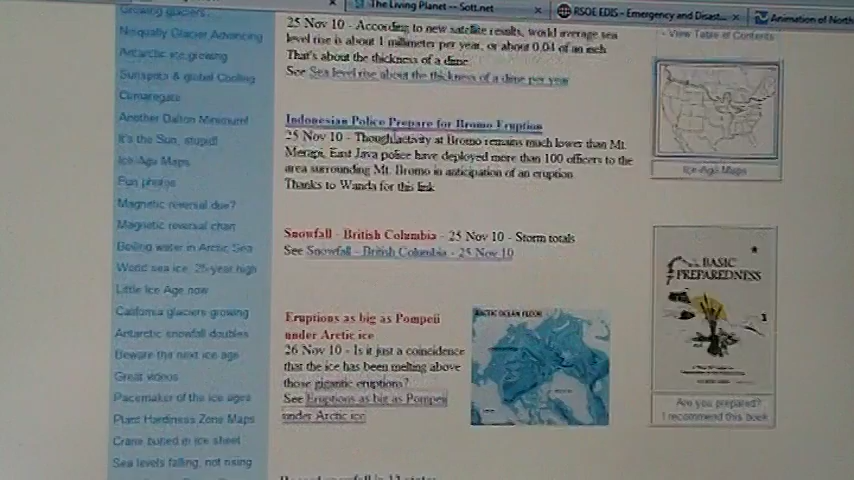 The Living Planet -- Sott.net
RSOE EDIS - Emergency and Disast...
Animation of North
Growing glaciers
Nisqually Glacier Advancing
Antarctic ice growing
Sunspots & global Cooling
Climategate
Another Dalton Minimum!
It's the Sun, stupid!
Ice-Age Maps
Fun photos
Magnetic reversal due?
Magnetic reversal chart
Boiling water in Arctic Sea
World sea ice 25-year high
Little Ice Age now
California glaciers growing
Antarctic snowfall doubles
Beware the next ice age
Great videos
Pacemaker of the ice ages
Plant Hardiness Zone Maps
Crane buried in ice sheet
Sea levels falling, not rising
25 Nov 10 - According to new satellite results, world average sea
level rise is about 1 millimeter per year, or about 0.04 of an inch
That's about the thickness of a dime
See Sea level rise about the thickness of a dime per year
Indonesian Police Prepare for Bromo Eruption
25 Nov 10 - Though activity at Bromo remains much lower than Mt.
Merapi, East Java police have deployed more than 100 officers to the
area surrounding Mt. Bromo in anticipation of an eruption.
Thanks to Wanda for this link
Snowfall - British Columbia - 25 Nov 10 - Storm totals
See Snowfall - British Columbia - 25 Nov 10
Eruptions as big as Pompeii
under Arctic ice
26 Nov 10 - Is it just a coincidence
that the ice has been melting above
those gigantic eruptions?
See Eruptions as big as Pompeii
under Arctic ice
ARCTIC OCEAN FLOOR
View Table of Contents
Ice-Age Maps
BASIC
PREPAREDNESS
Are you prepared?
I recommend this book